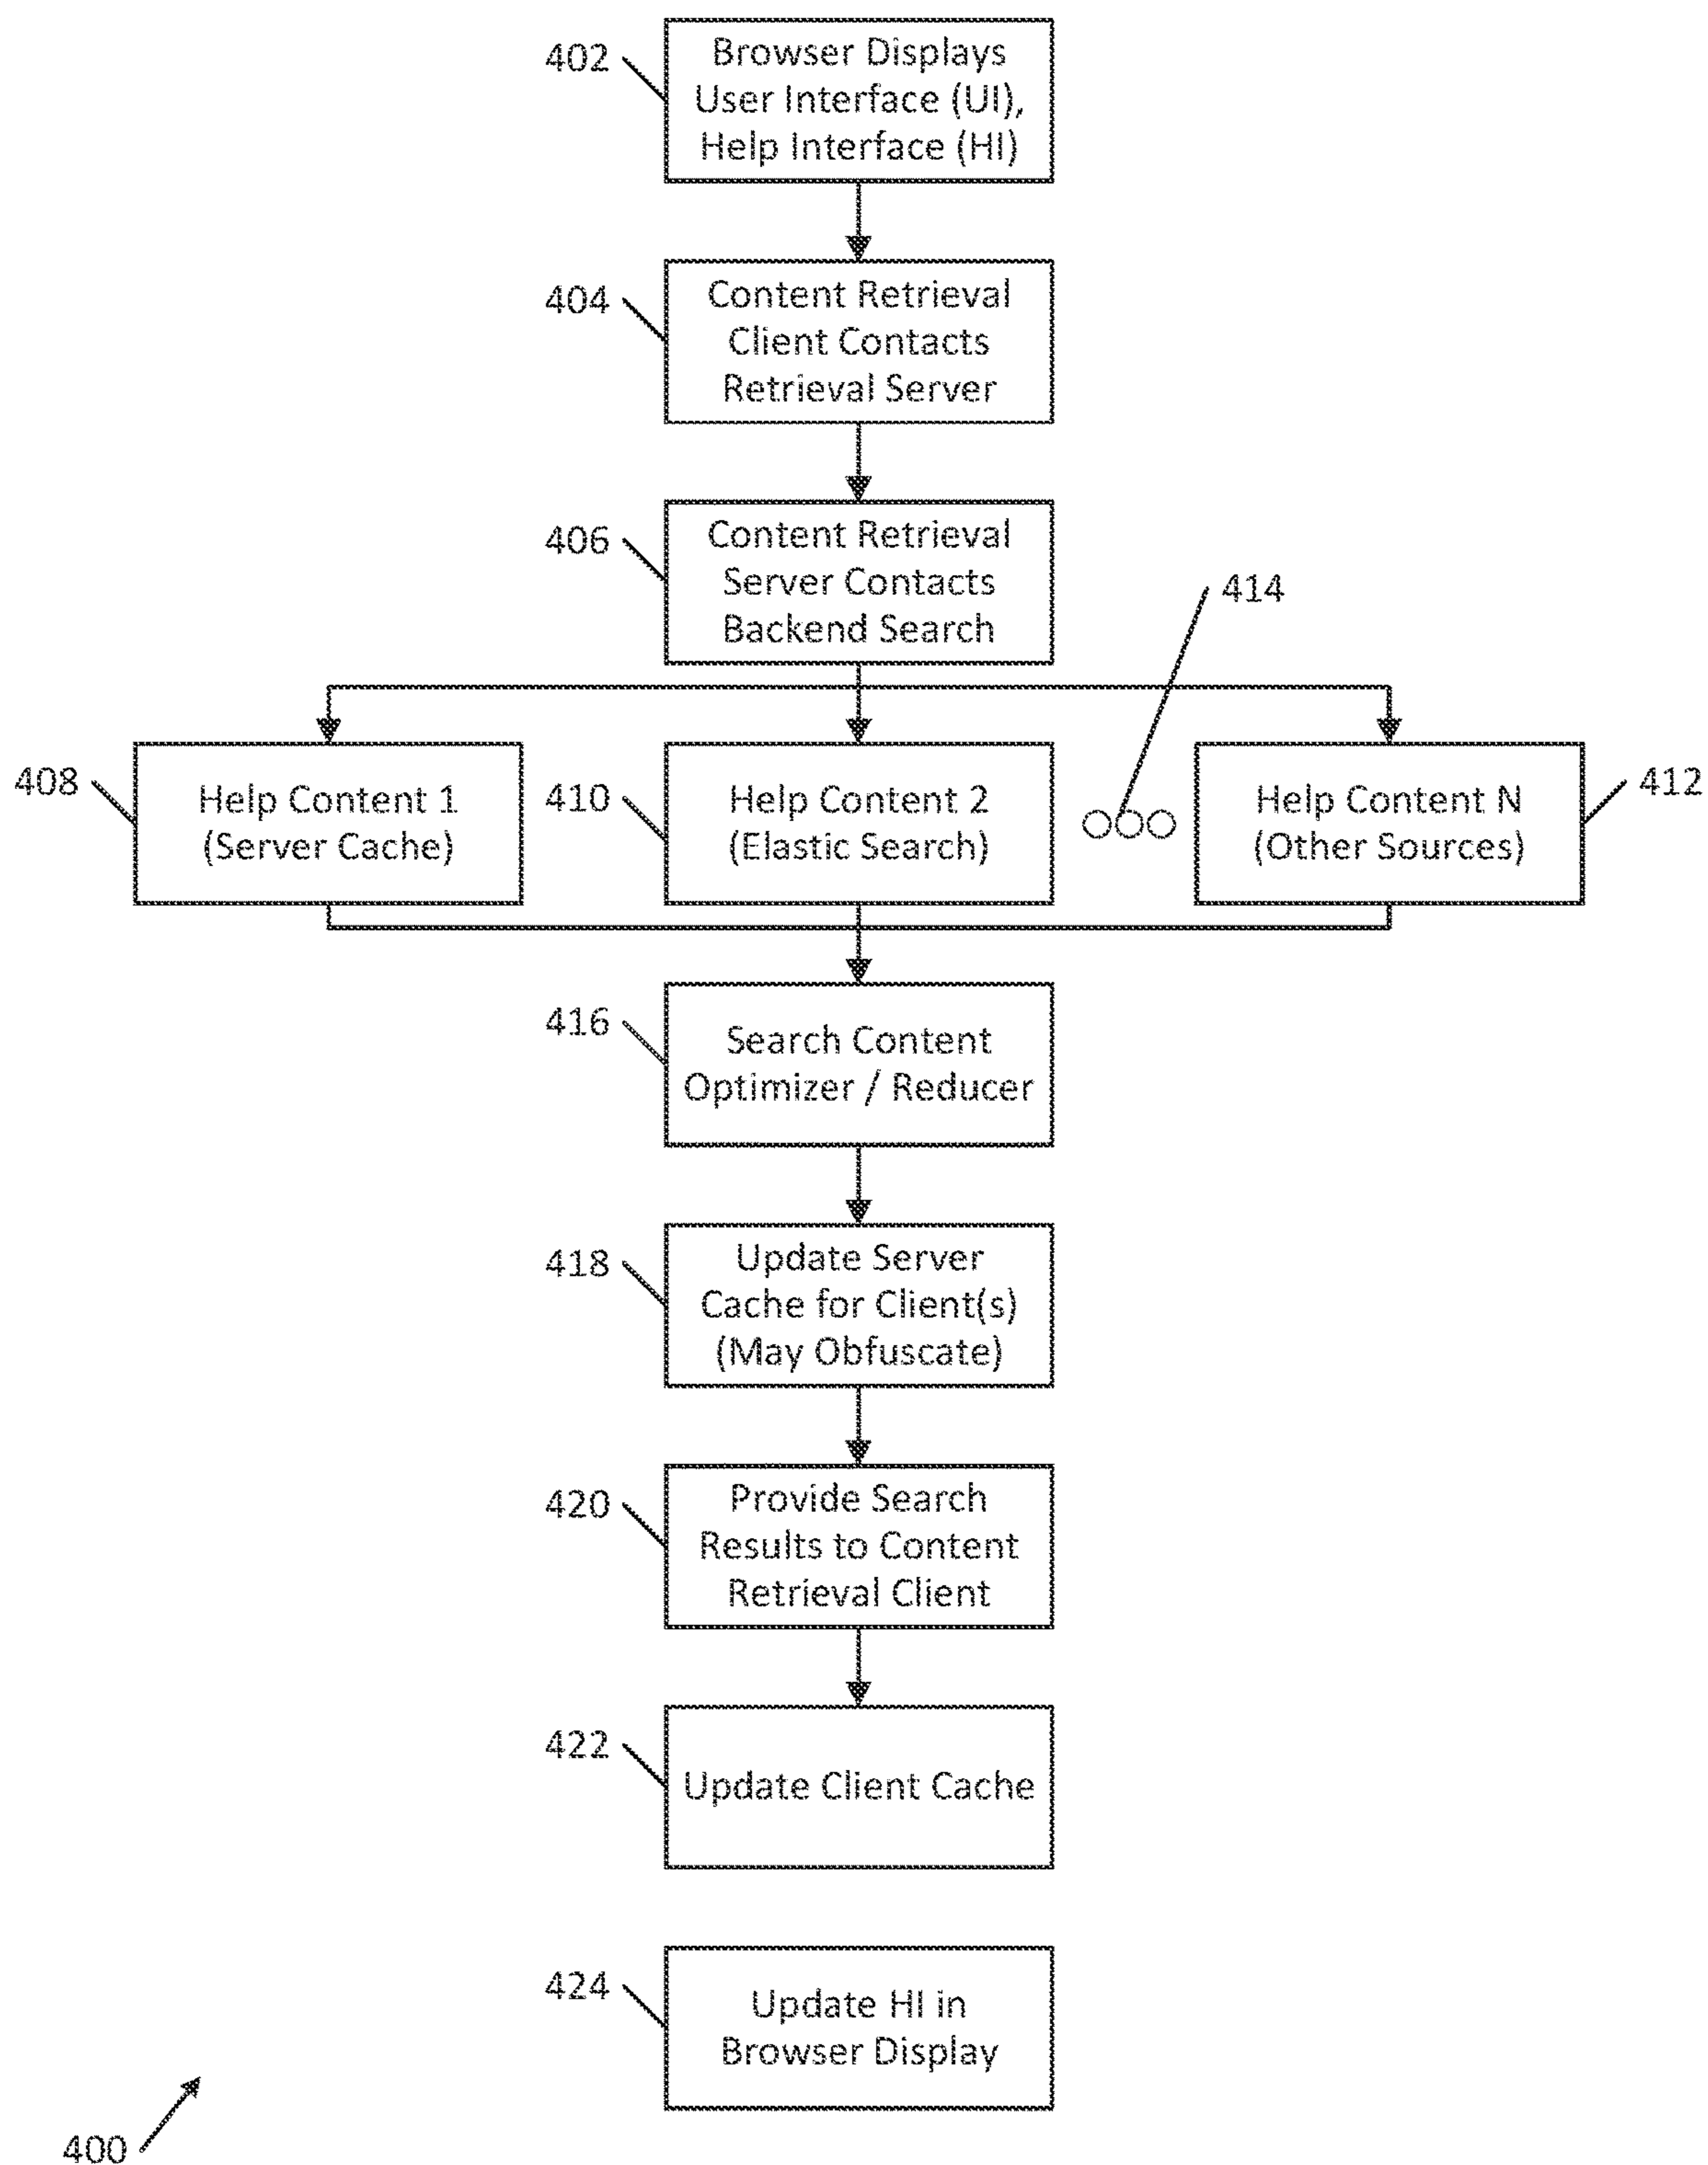 402
Browser Displays
User Interface (UI),
Help Interface (HI)
404
Content Retrieval
Client Contacts
Retrieval Server
406
Content Retrieval
Server Contacts
Backend Search
414
408
Help Content 1
(Server Cache)
410
Help Content 2
(Elastic Search)
Help Content N
(Other Sources)
412
416
Search Content
Optimizer / Reducer
418
Update Server
Cache for Client(s)
(May Obfuscate)
420
Provide Search
Results to Content
Retrieval Client
422
Update Client Cache
424
Update HI in
Browser Display
400